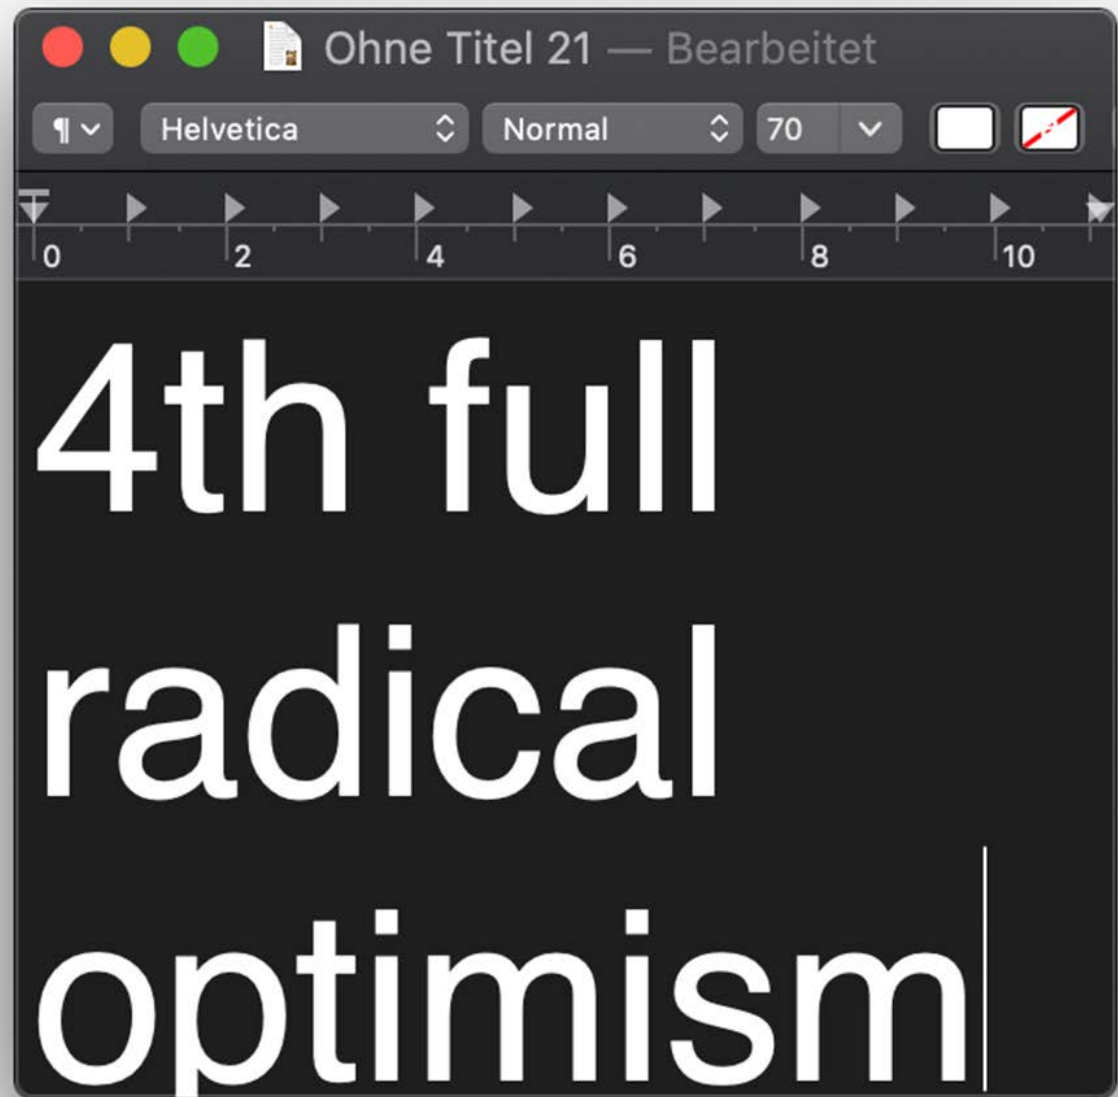 Ohne Titel 21 — Bearbeitet
¶ Helvetica Normal 70
0 2 4 6 8 10
4th full
radical
optimism